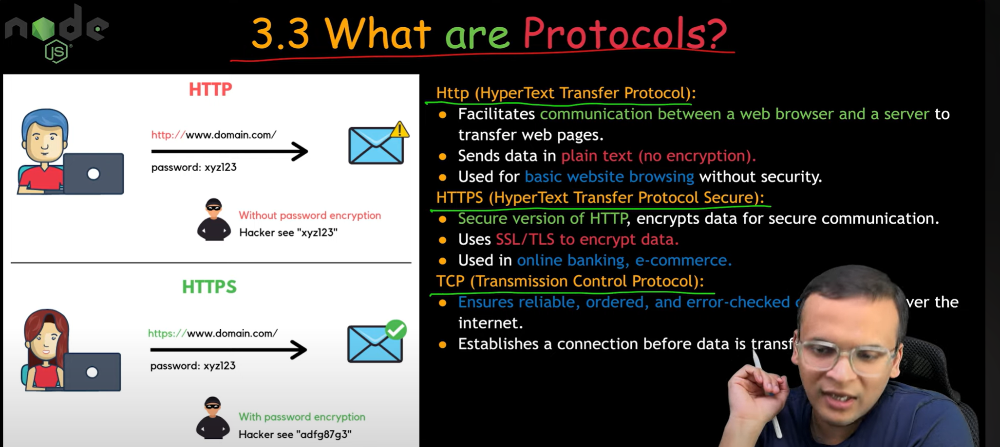 node
JS
3.3 What are Protocols?
HTTP
http://www.domain.com/
password: xyz123
Without password encryption
Hacker see "xyz123"
HTTPS
https://www.domain.com/
password: xyz123
With password encryption
Hacker see "adfg87g3"
Http (HyperText Transfer Protocol):
Facilitates communication between a web browser and a server to
transfer web pages.
Sends data in plain text (no encryption).
Used for basic website browsing without security.
HTTPS (HyperText Transfer Protocol Secure):
Secure version of HTTP, encrypts data for secure communication.
Uses SSL/TLS to encrypt data.
Used in online banking, e-commerce.
TCP (Transmission Control Protocol):
Ensures reliable, ordered, and error-checked the
internet.
Establishes a connection before data is